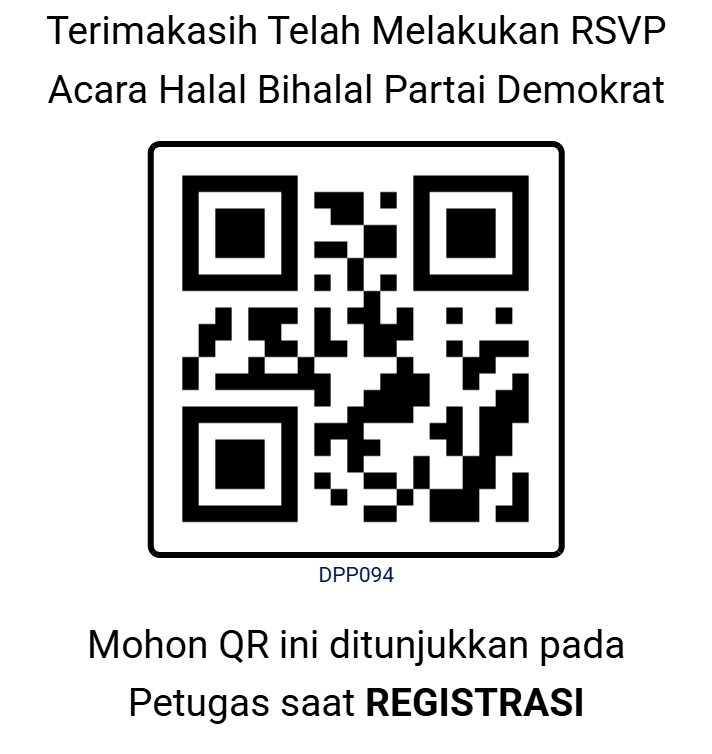 Terimakasih Telah Melakukan RSVP
Acara Halal Bihalal Partai Demokrat
DPP094
Mohon QR ini ditunjukkan pada
Petugas saat REGISTRASI